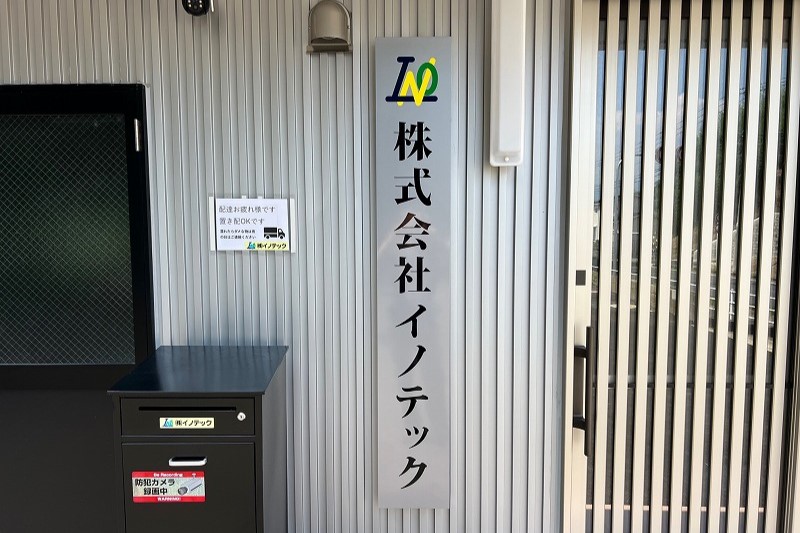 INO
株式会社イノテック
配達お疲れ様です
置き配OKです
㈱イノテック
㈱イノテック
防犯カメラ
録画中